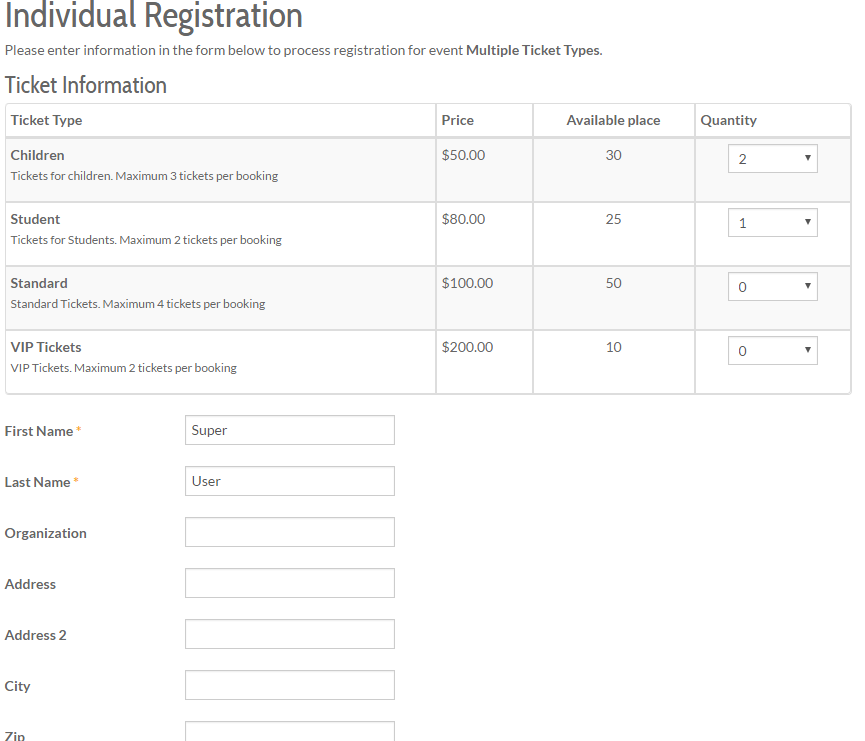 Individual Registration
Please enter information in the form below to process registration for event Multiple Ticket Types.
Ticket Information
Ticket Type Price Available place Quantity
Children $50.00 30 2
Tickets for children. Maximum 3 tickets per booking
Student $80.00 25 1
Tickets for Students. Maximum 2 tickets per booking
Standard $100.00 50 0
Standard Tickets. Maximum 4 tickets per booking
VIP Tickets $200.00 10 0
VIP Tickets. Maximum 2 tickets per booking
First Name * Super
Last Name * User
Organization
Address
Address 2
City
Zip